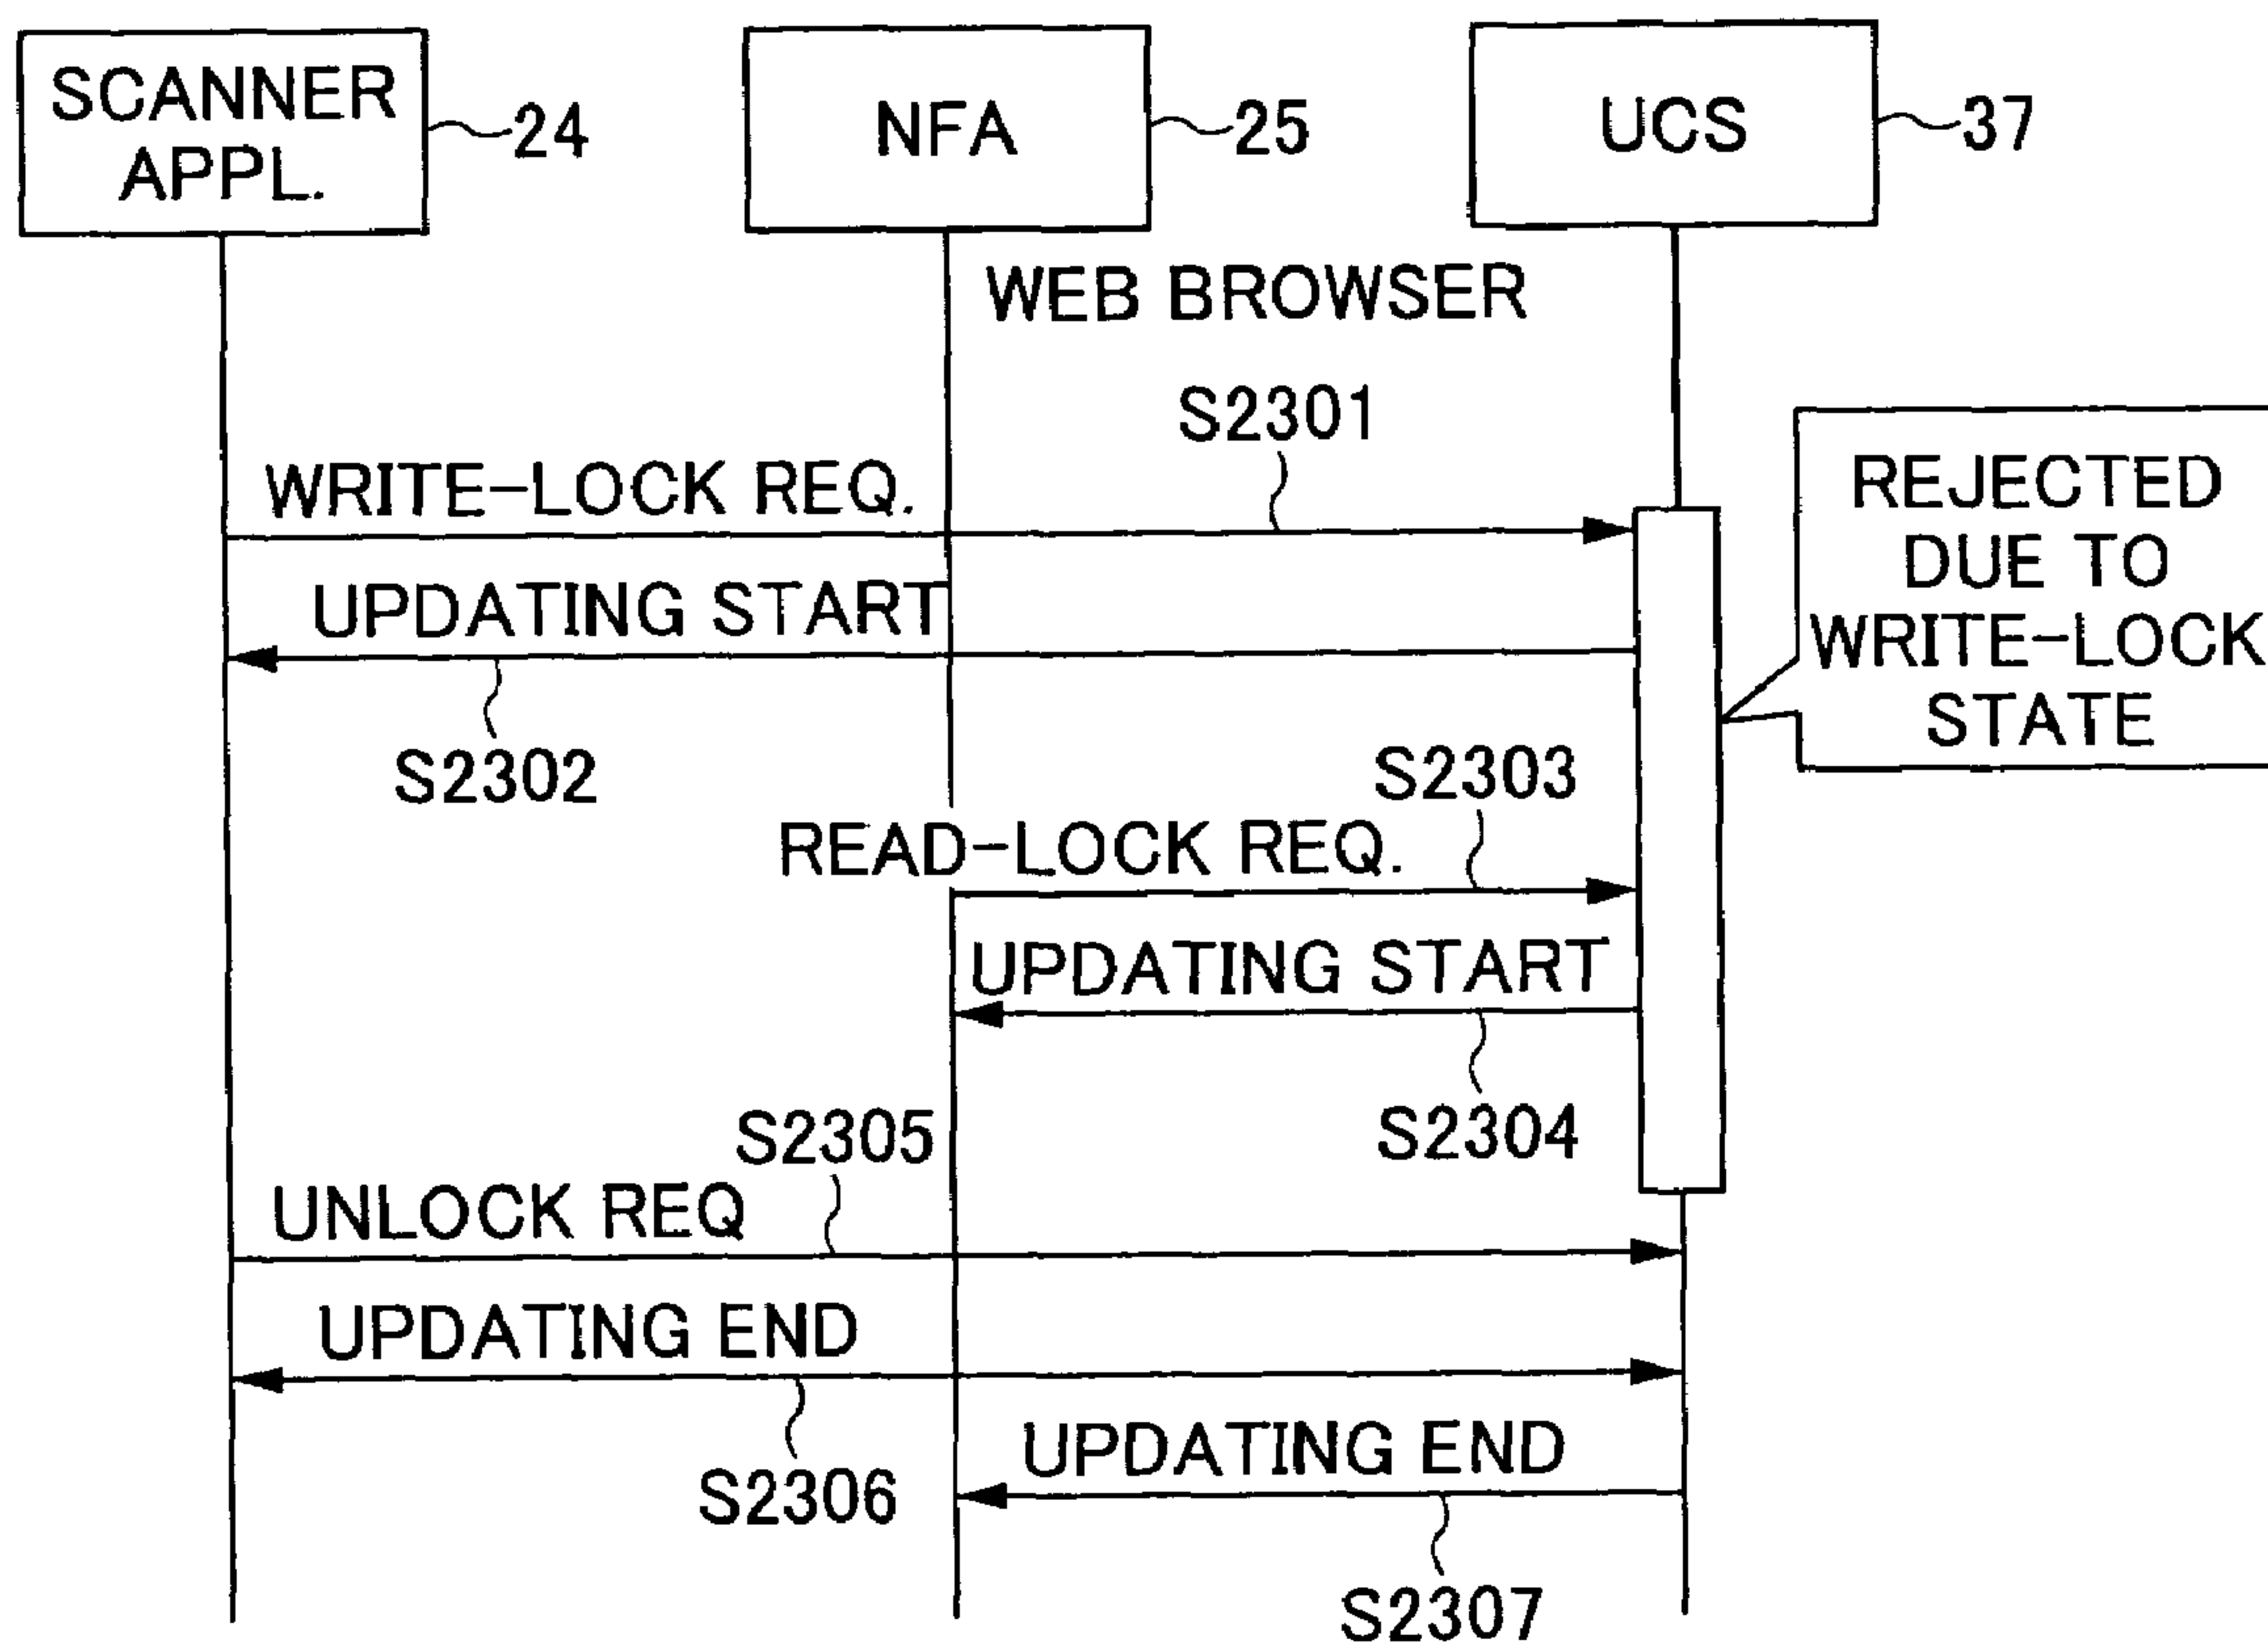 SCANNER
APPL.
24
NFA
25
UCS
37
WEB BROWSER
S2301
WRITE-LOCK REQ.
REJECTED
DUE TO
WRITE-LOCK
STATE
UPDATING START
S2302
S2303
READ-LOCK REQ.
UPDATING START
S2304
S2305
UNLOCK REQ
UPDATING END
S2306
UPDATING END
S2307